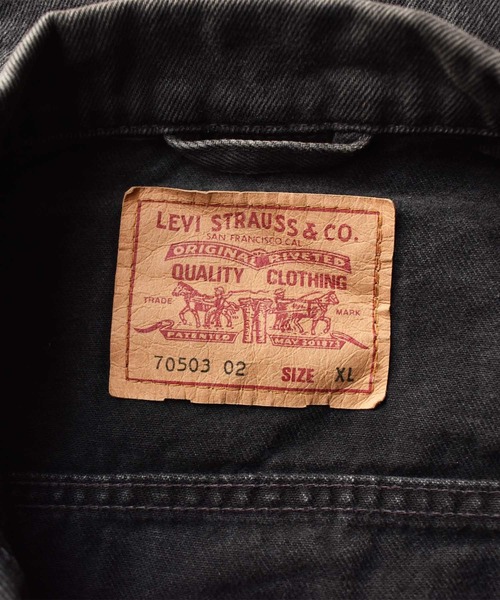 LEVI STRAUSS & CO.
SAN FRANCISCO, CAL.
ORIGINAL RIVETED
QUALITY CLOTHING
TRADE MARK
PATENTED MAY 20 1873
70503 02 SIZE XL